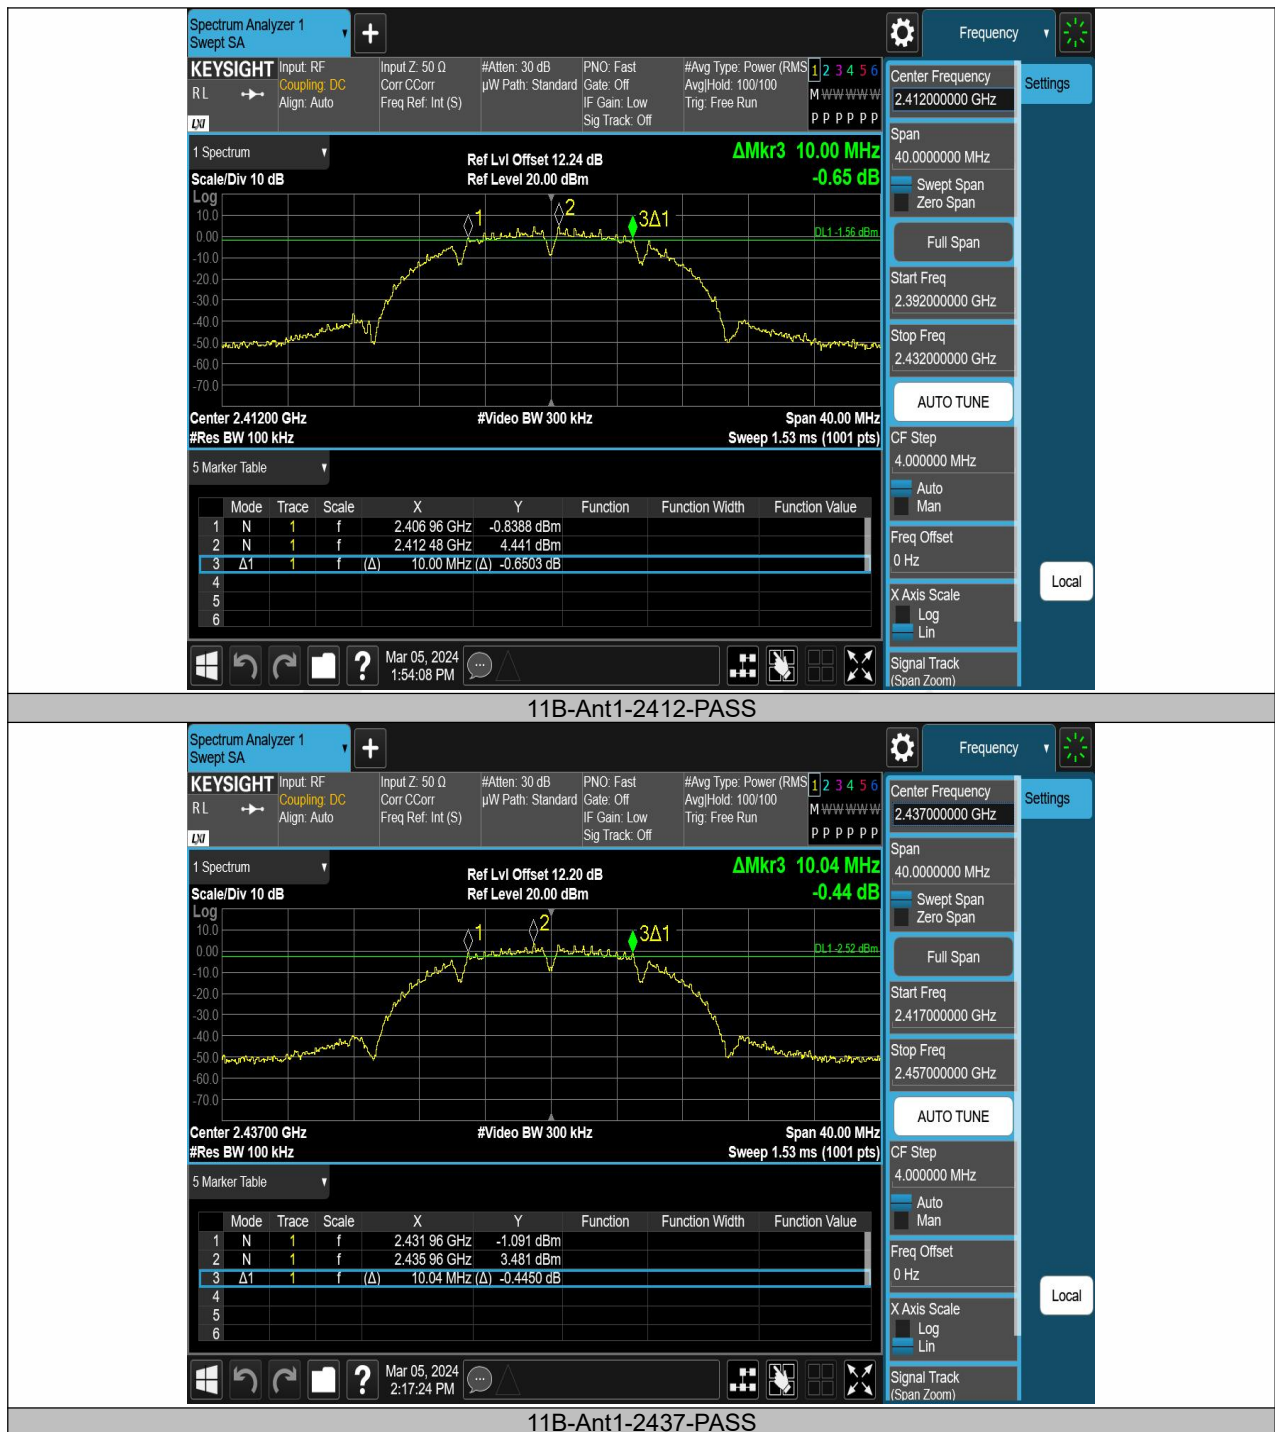 Spectrum Analyzer 1
Swept SA
Frequency
KEYSIGHT Input: RF Input Z: 50 Ω #Atten: 30 dB PNO: Fast #Avg Type: Power (RMS 1 2 3 4 5 6
R L Coupling: DC Corr CCorr µW Path: Standard Gate: Off Avg|Hold: 100/100 M W W W W W
Align: Auto Freq Ref: Int (S) IF Gain: Low Trig: Free Run
LXI Sig Track: Off P P P P P P
1 Spectrum
Ref Lvl Offset 12.24 dB
ΔMkr3 10.00 MHz
Scale/Div 10 dB Ref Level 20.00 dBm -0.65 dB
Log
10.0
0.00
-10.0
-20.0
-30.0
-40.0
-50.0
-60.0
-70.0
1
2
3Δ1
DL1 -1.56 dBm
Center 2.41200 GHz #Video BW 300 kHz Span 40.00 MHz
#Res BW 100 kHz Sweep 1.53 ms (1001 pts)
5 Marker Table
Mode Trace Scale X Y Function Function Width Function Value
1 N 1 f 2.406 96 GHz -0.8388 dBm
2 N 1 f 2.412 48 GHz 4.441 dBm
3 Δ1 1 f (Δ) 10.00 MHz (Δ) -0.6503 dB
4
5
6
Mar 05, 2024
1:54:08 PM
Center Frequency
2.412000000 GHz
Settings
Span
40.0000000 MHz
Swept Span
Zero Span
Full Span
Start Freq
2.392000000 GHz
Stop Freq
2.432000000 GHz
AUTO TUNE
CF Step
4.000000 MHz
Auto
Man
Freq Offset
0 Hz
Local
X Axis Scale
Log
Lin
Signal Track
(Span Zoom)
11B-Ant1-2412-PASS
Spectrum Analyzer 1
Swept SA
Frequency
KEYSIGHT Input: RF Input Z: 50 Ω #Atten: 30 dB PNO: Fast #Avg Type: Power (RMS 1 2 3 4 5 6
R L Coupling: DC Corr CCorr µW Path: Standard Gate: Off Avg|Hold: 100/100 M W W W W W
Align: Auto Freq Ref: Int (S) IF Gain: Low Trig: Free Run
LXI Sig Track: Off P P P P P P
1 Spectrum
Ref Lvl Offset 12.20 dB
ΔMkr3 10.04 MHz
Scale/Div 10 dB Ref Level 20.00 dBm -0.44 dB
Log
10.0
0.00
-10.0
-20.0
-30.0
-40.0
-50.0
-60.0
-70.0
1
2
3Δ1
DL1 -2.52 dBm
Center 2.43700 GHz #Video BW 300 kHz Span 40.00 MHz
#Res BW 100 kHz Sweep 1.53 ms (1001 pts)
5 Marker Table
Mode Trace Scale X Y Function Function Width Function Value
1 N 1 f 2.431 96 GHz -1.091 dBm
2 N 1 f 2.435 96 GHz 3.481 dBm
3 Δ1 1 f (Δ) 10.04 MHz (Δ) -0.4450 dB
4
5
6
Mar 05, 2024
2:17:24 PM
Center Frequency
2.437000000 GHz
Settings
Span
40.0000000 MHz
Swept Span
Zero Span
Full Span
Start Freq
2.417000000 GHz
Stop Freq
2.457000000 GHz
AUTO TUNE
CF Step
4.000000 MHz
Auto
Man
Freq Offset
0 Hz
Local
X Axis Scale
Log
Lin
Signal Track
(Span Zoom)
11B-Ant1-2437-PASS